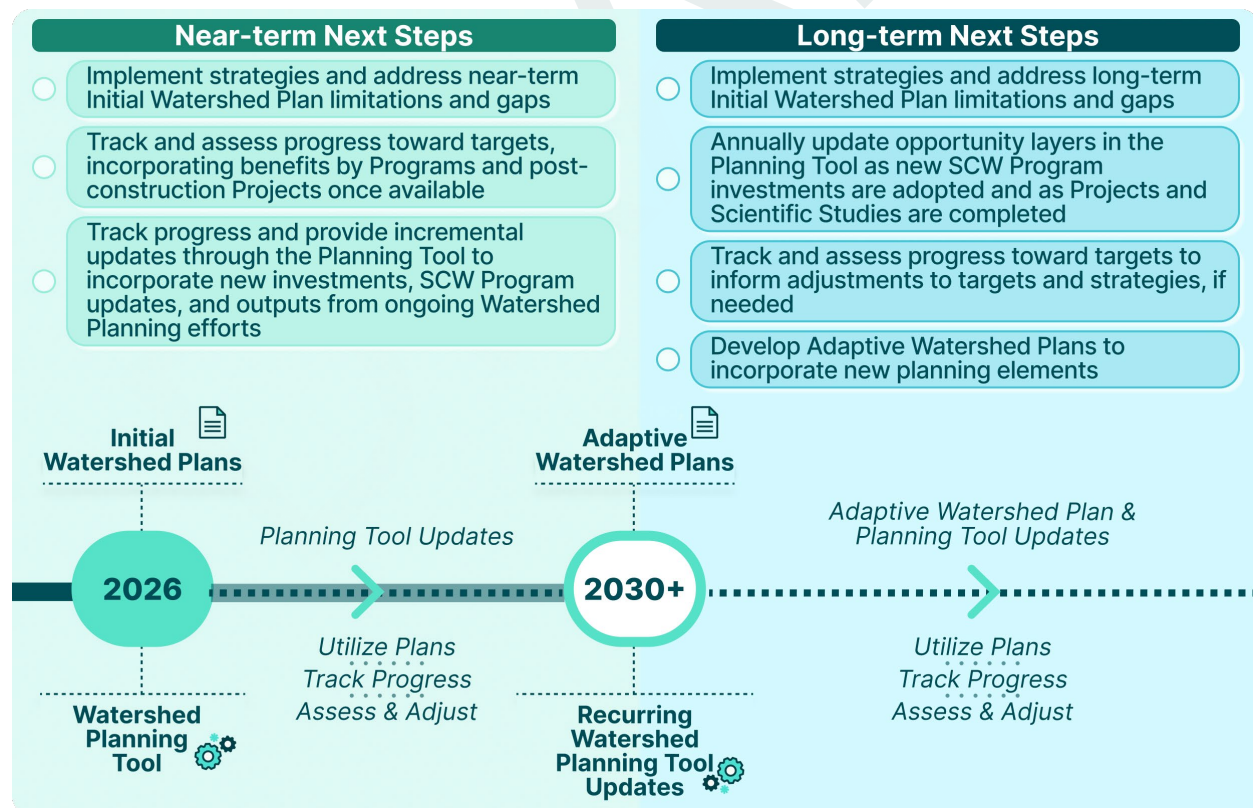 Near-term Next Steps
Implement strategies and address near-term
Initial Watershed Plan limitations and gaps
Track and assess progress toward targets,
incorporating benefits by Programs and post-
construction Projects once available
Track progress and provide incremental
updates through the Planning Tool to
incorporate new investments, SCW Program
updates, and outputs from ongoing Watershed
Planning efforts
Long-term Next Steps
Implement strategies and address long-term
Initial Watershed Plan limitations and gaps
Annually update opportunity layers in the
Planning Tool as new SCW Program
investments are adopted and as Projects and
Scientific Studies are completed
Track and assess progress toward targets to
inform adjustments to targets and strategies, if
needed
Develop Adaptive Watershed Plans to
incorporate new planning elements
Initial
Watershed Plans
2026
Watershed
Planning
Tool
Planning Tool Updates
Utilize Plans
Track Progress
Assess & Adjust
Adaptive
Watershed Plans
2030+
Recurring
Watershed
Planning Tool
Updates
Adaptive Watershed Plan &
Planning Tool Updates
Utilize Plans
Track Progress
Assess & Adjust